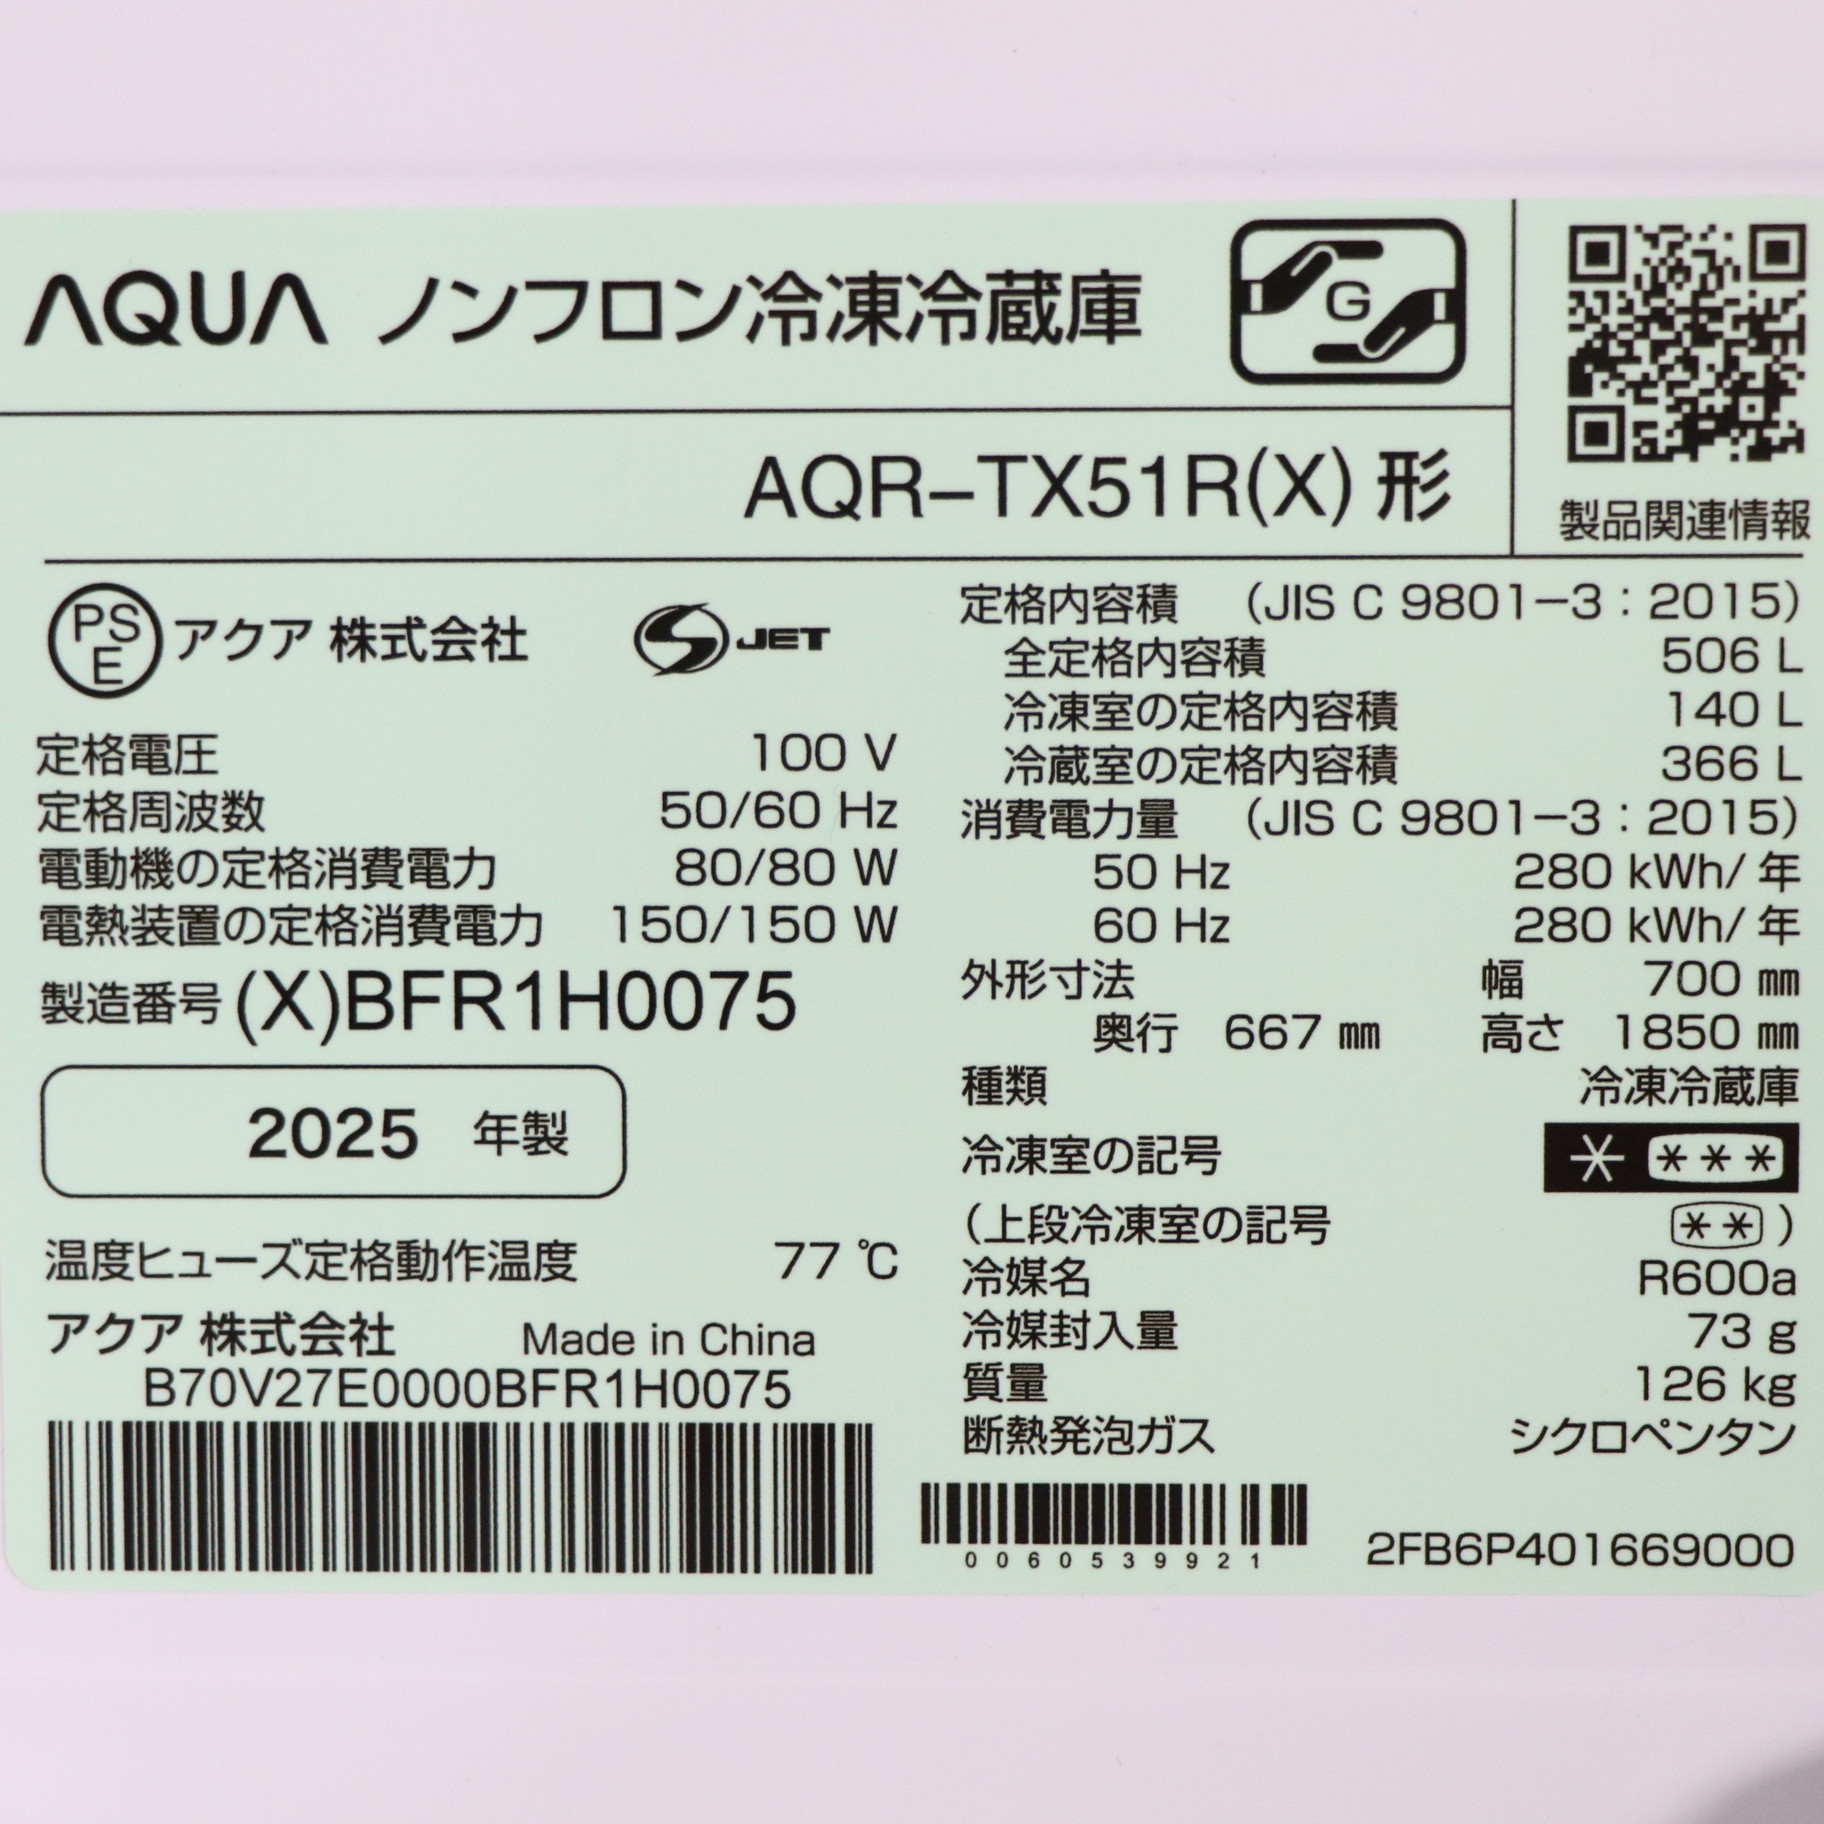 AQUA ノンフロン冷凍冷蔵庫
G
AQR-TX51R(X) 形
製品関連情報
PSE アクア 株式会社 S JET
定格電圧 100 V
定格周波数 50/60 Hz
電動機の定格消費電力 80/80 W
電熱装置の定格消費電力 150/150 W
製造番号 (X)BFR1H0075
2025 年製
温度ヒューズ定格動作温度 77 ℃
アクア 株式会社 Made in China
B70V27E0000BFR1H0075
定格内容積 (JIS C 9801-3:2015)
全定格内容積 506 L
冷凍室の定格内容積 140 L
冷蔵室の定格内容積 366 L
消費電力量 (JIS C 9801-3:2015)
50 Hz 280 kWh/年
60 Hz 280 kWh/年
外形寸法 幅 700 ㎜
奥行 667 ㎜ 高さ 1850 ㎜
種類 冷凍冷蔵庫
冷凍室の記号 * ***
(上段冷凍室の記号 **)
冷媒名 R600a
冷媒封入量 73 g
質量 126 kg
断熱発泡ガス シクロペンタン
0060539921
2FB6P401669000